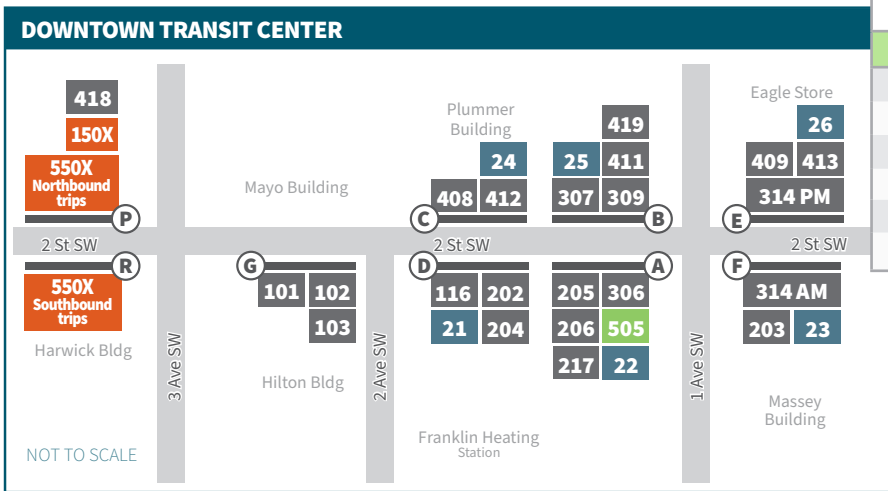 DOWNTOWN TRANSIT CENTER
418
150X
550X
Northbound
trips
P
Mayo Building
Plummer
Building
24
408 412
C
419
25 411
307 309
B
Eagle Store
26
409 413
314 PM
E
2 St SW
2 St SW
2 St SW
R
550X
Southbound
trips
Harwick Bldg
3 Ave SW
G
101 102
103
Hilton Bldg
2 Ave SW
D
116 202
21 204
Franklin Heating
Station
A
205 306
206 505
217 22
1 Ave SW
F
314 AM
203 23
Massey
Building
NOT TO SCALE